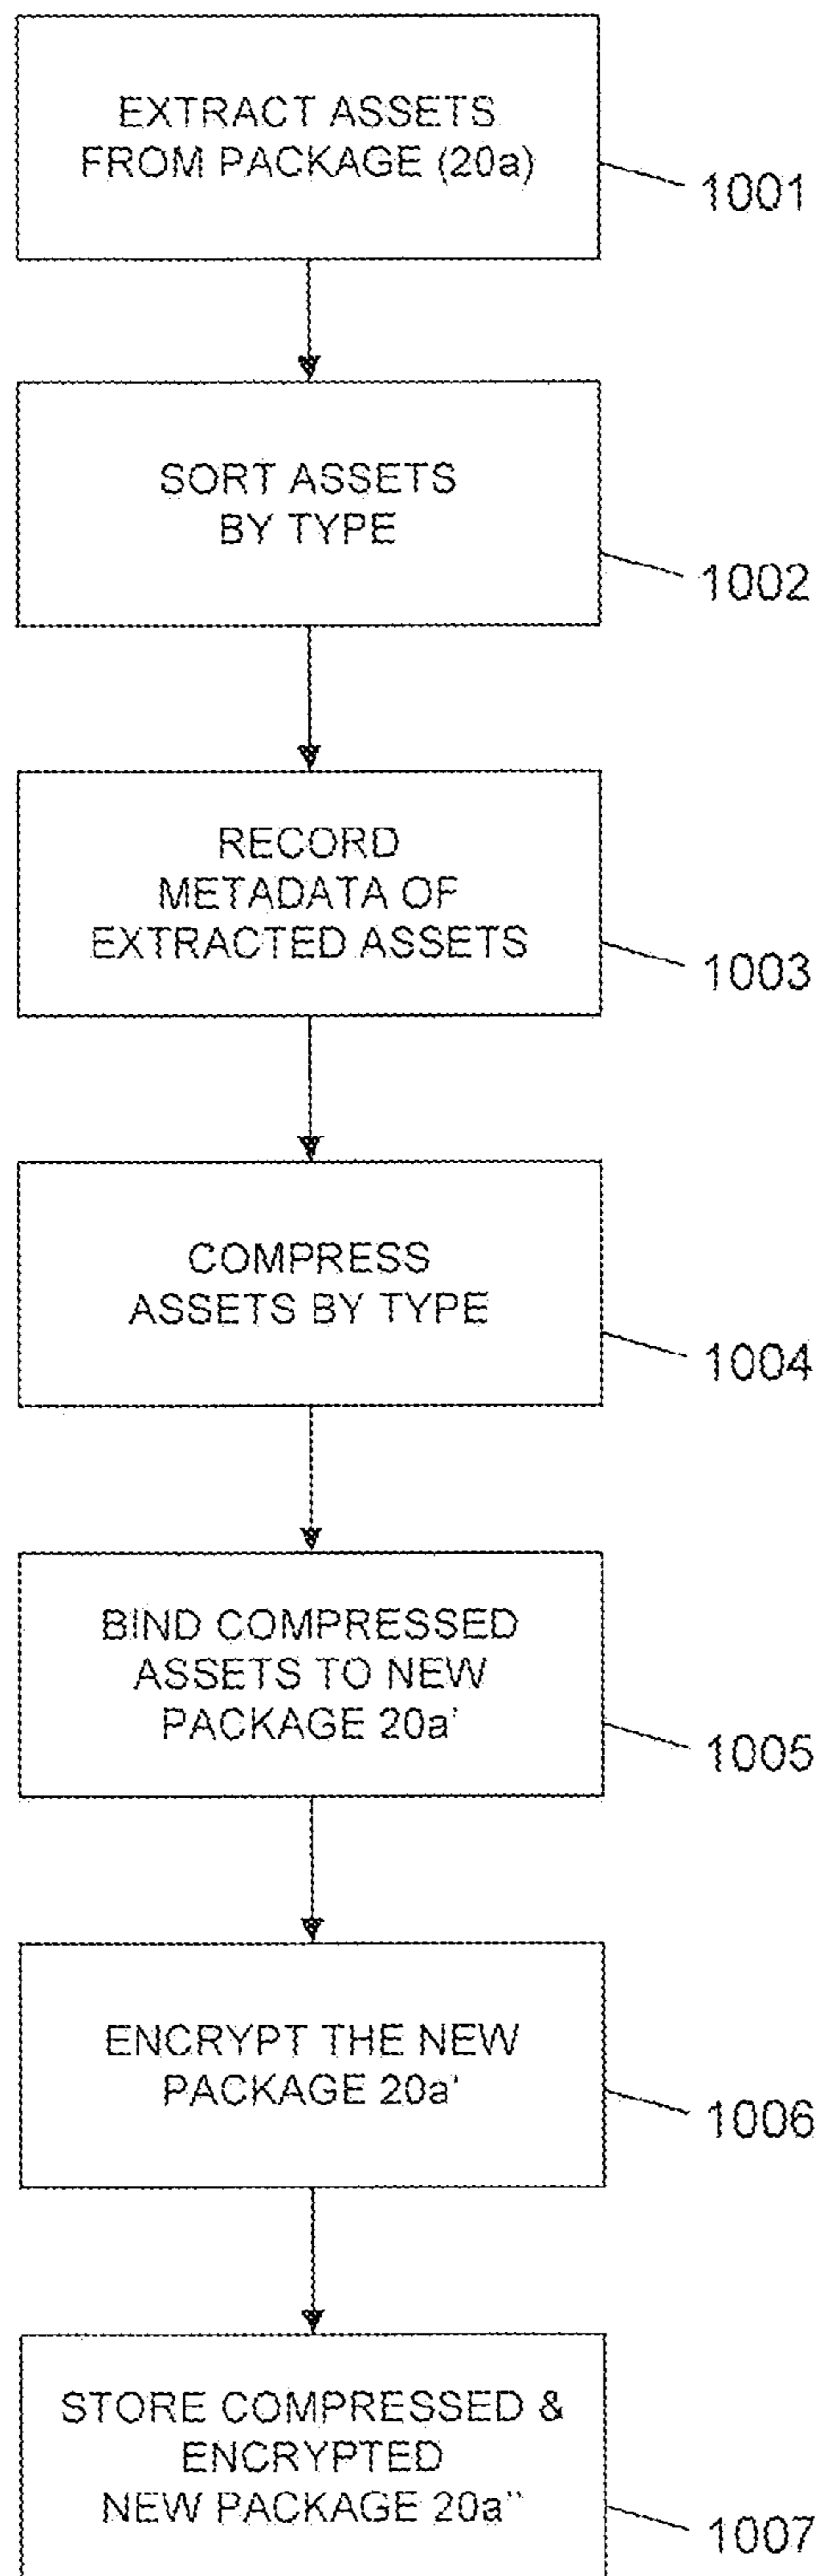 EXTRACT ASSETS
FROM PACKAGE (20a)
1001
SORT ASSETS
BY TYPE
1002
RECORD
METADATA OF
EXTRACTED ASSETS
1003
COMPRESS
ASSETS BY TYPE
1004
BIND COMPRESSED
ASSETS TO NEW
PACKAGE 20a'
1005
ENCRYPT THE NEW
PACKAGE 20a'
1006
STORE COMPRESSED &
ENCRYPTED
NEW PACKAGE 20a''
1007